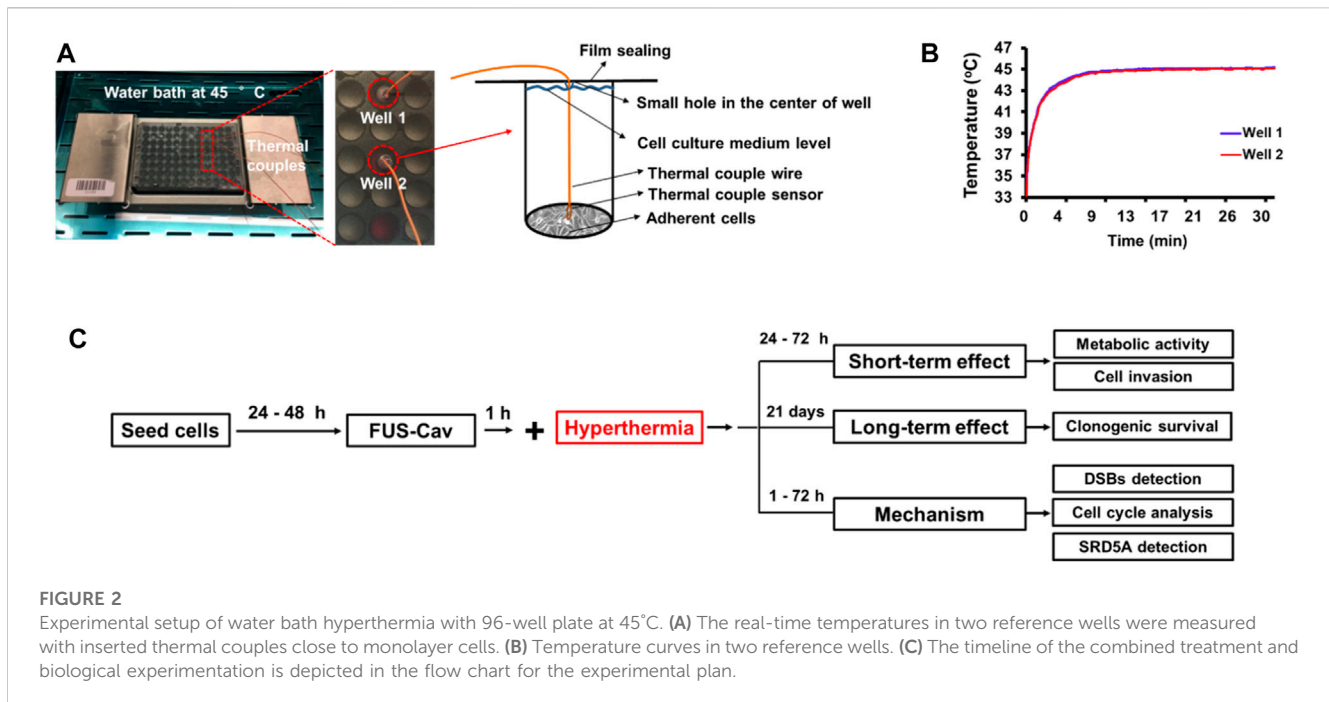 A
Water bath at 45 ° C
Thermal
couples
Well 1
Well 2
Film sealing
Small hole in the center of well
Cell culture medium level
Thermal couple wire
Thermal couple sensor
Adherent cells
B
Temperature (°C)
47
45
43
41
39
37
35
33
0 4 9 13 17 21 26 30
Time (min)
Well 1
Well 2
C
Seed cells
24 - 48 h
FUS-Cav
1 h
+
Hyperthermia
24 - 72 h
Short-term effect
Metabolic activity
Cell invasion
21 days
Long-term effect
Clonogenic survival
1 - 72 h
Mechanism
DSBs detection
Cell cycle analysis
SRD5A detection
FIGURE 2
Experimental setup of water bath hyperthermia with 96-well plate at 45°C. (A) The real-time temperatures in two reference wells were measured
with inserted thermal couples close to monolayer cells. (B) Temperature curves in two reference wells. (C) The timeline of the combined treatment and
biological experimentation is depicted in the flow chart for the experimental plan.